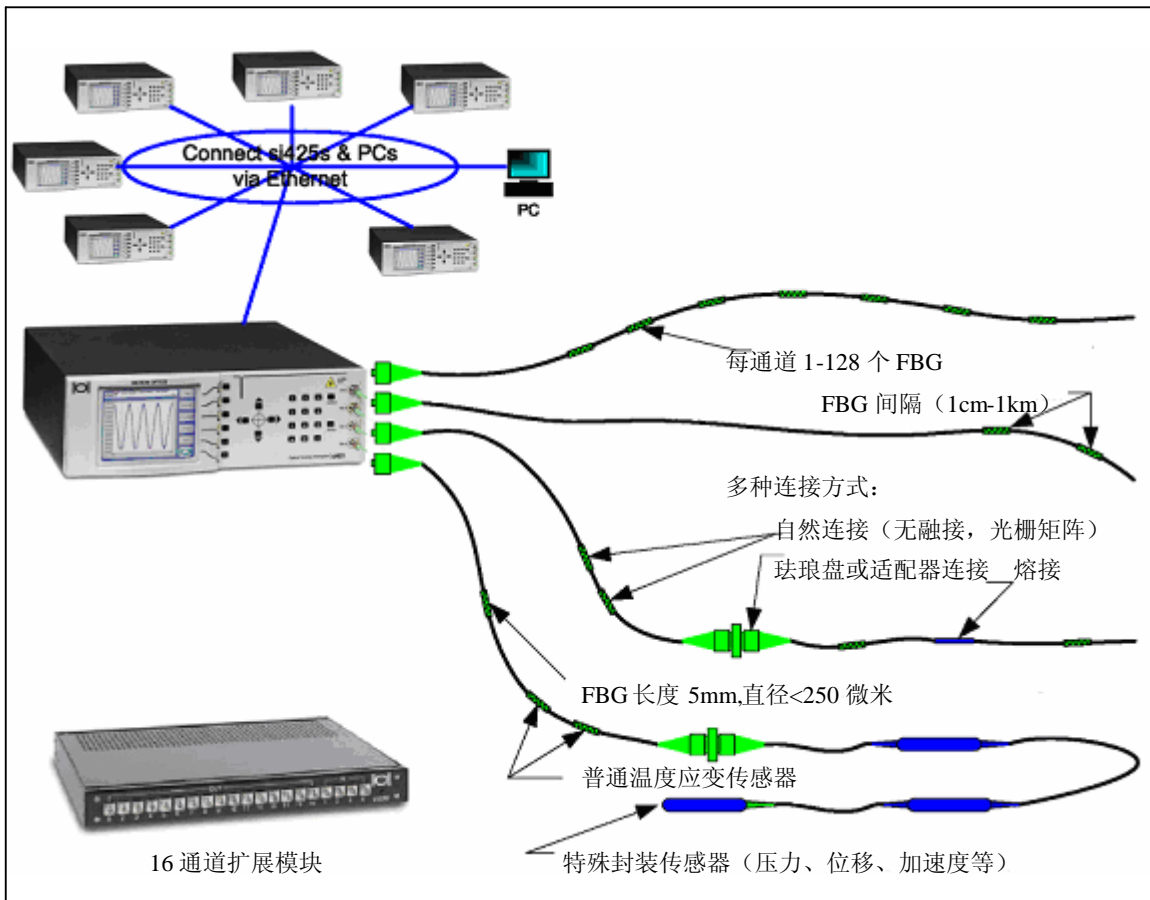 Connect si425s & PCs
via Ethernet
PC
每通道 1-128 个 FBG
FBG 间隔（1cm-1km）
多种连接方式：
自然连接（无融接，光栅矩阵）
珐琅盘或适配器连接 熔接
FBG 长度 5mm,直径<250 微米
普通温度应变传感器
16 通道扩展模块
特殊封装传感器（压力、位移、加速度等）